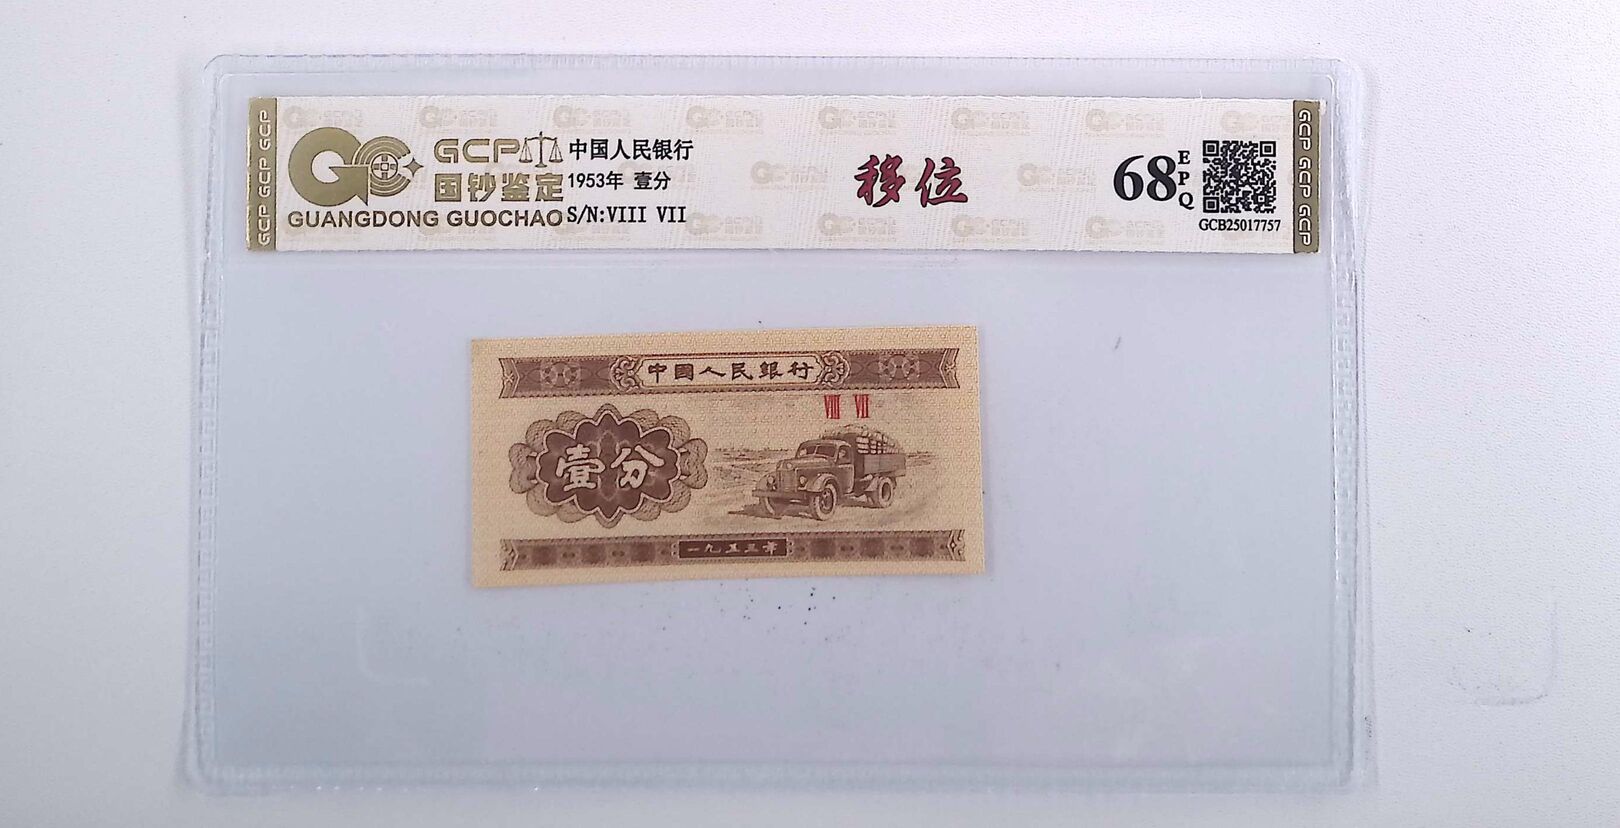 GCP GCP GCP
GCP
国钞鉴定
GUANGDONG GUOCHAO
中国人民银行
1953年 壹分
S/N:VIII VII
移位
68
EPQ
GCB25017757
GCP GCP GCP
中国人民銀行
VIII VII
壹分
一九五三年